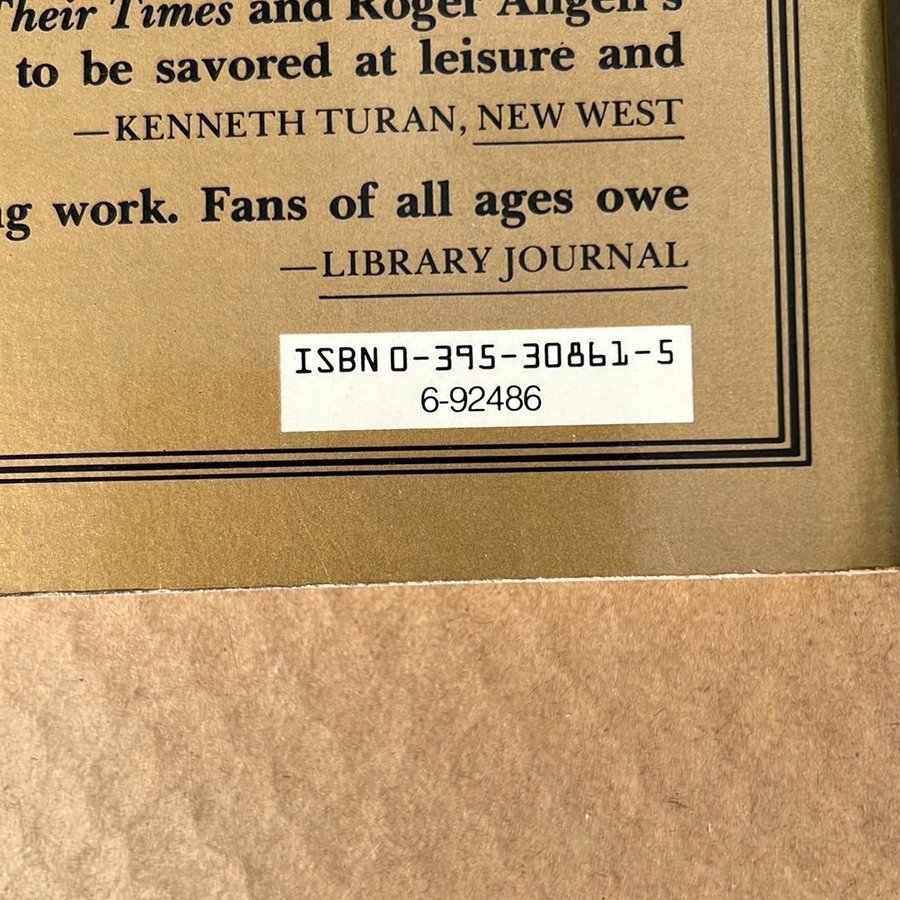 Their Times and Roger Angell's
to be savored at leisure and
—KENNETH TURAN, NEW WEST
ng work. Fans of all ages owe
—LIBRARY JOURNAL
ISBN 0-395-30861-5
6-92486